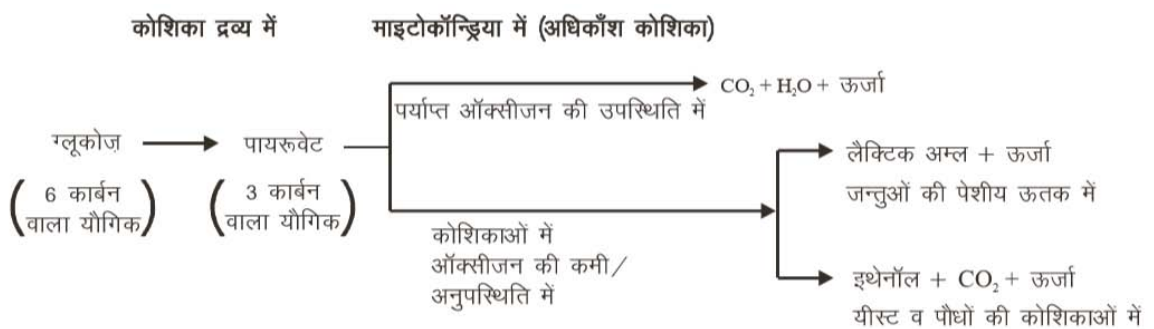 कोशिका द्रव्य में
माइटोकॉन्ड्रिया में (अधिकाँश कोशिका)
CO₂ + H₂O + ऊर्जा
पर्याप्त ऑक्सीजन की उपस्थिति में
ग्लूकोज़
पायरूवेट
(6 कार्बन
वाला यौगिक)
(3 कार्बन
वाला यौगिक)
लैक्टिक अम्ल + ऊर्जा
जन्तुओं की पेशीय ऊतक में
कोशिकाओं में
ऑक्सीजन की कमी/
अनुपस्थिति में
इथेनॉल + CO₂ + ऊर्जा
यीस्ट व पौधों की कोशिकाओं में